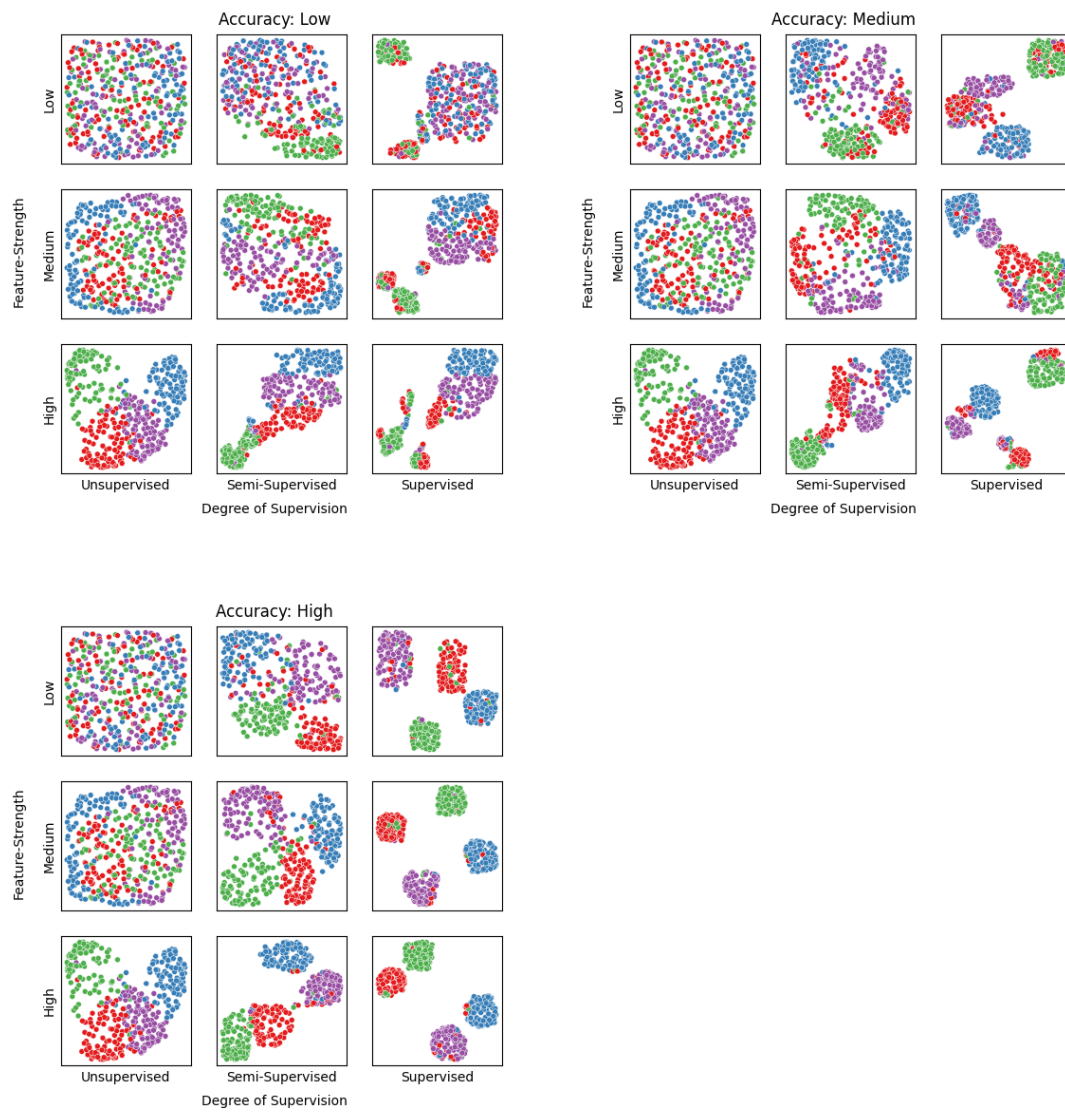 Accuracy: Low
Feature-Strength
Low
Medium
High
Unsupervised
Semi-Supervised
Supervised
Degree of Supervision
Accuracy: Medium
Feature-Strength
Low
Medium
High
Unsupervised
Semi-Supervised
Supervised
Degree of Supervision
Accuracy: High
Feature-Strength
Low
Medium
High
Unsupervised
Semi-Supervised
Supervised
Degree of Supervision